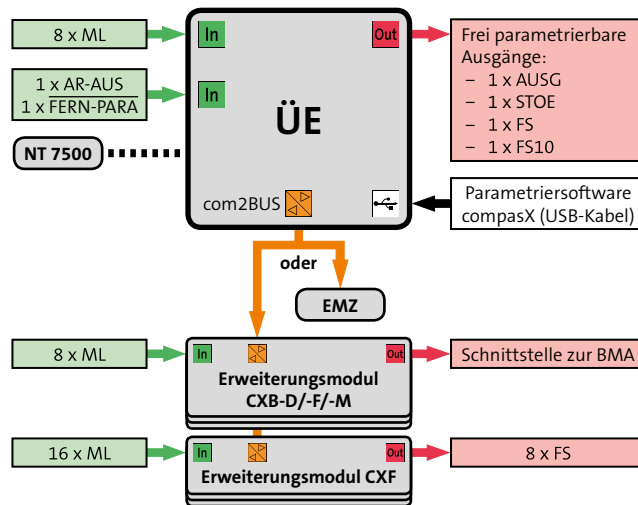 8 x ML
In
Out
Frei parametrierbare
Ausgänge:
– 1 x AUSG
– 1 x STOE
– 1 x FS
– 1 x FS10
1 x AR-AUS
1 x FERN-PARA
In
ÜE
NT 7500
com2BUS
Parametriersoftware
compasX (USB-Kabel)
oder
EMZ
8 x ML
In
Out
Erweiterungsmodul
CXB-D/-F/-M
Schnittstelle zur BMA
16 x ML
In
Out
Erweiterungsmodul CXF
8 x FS